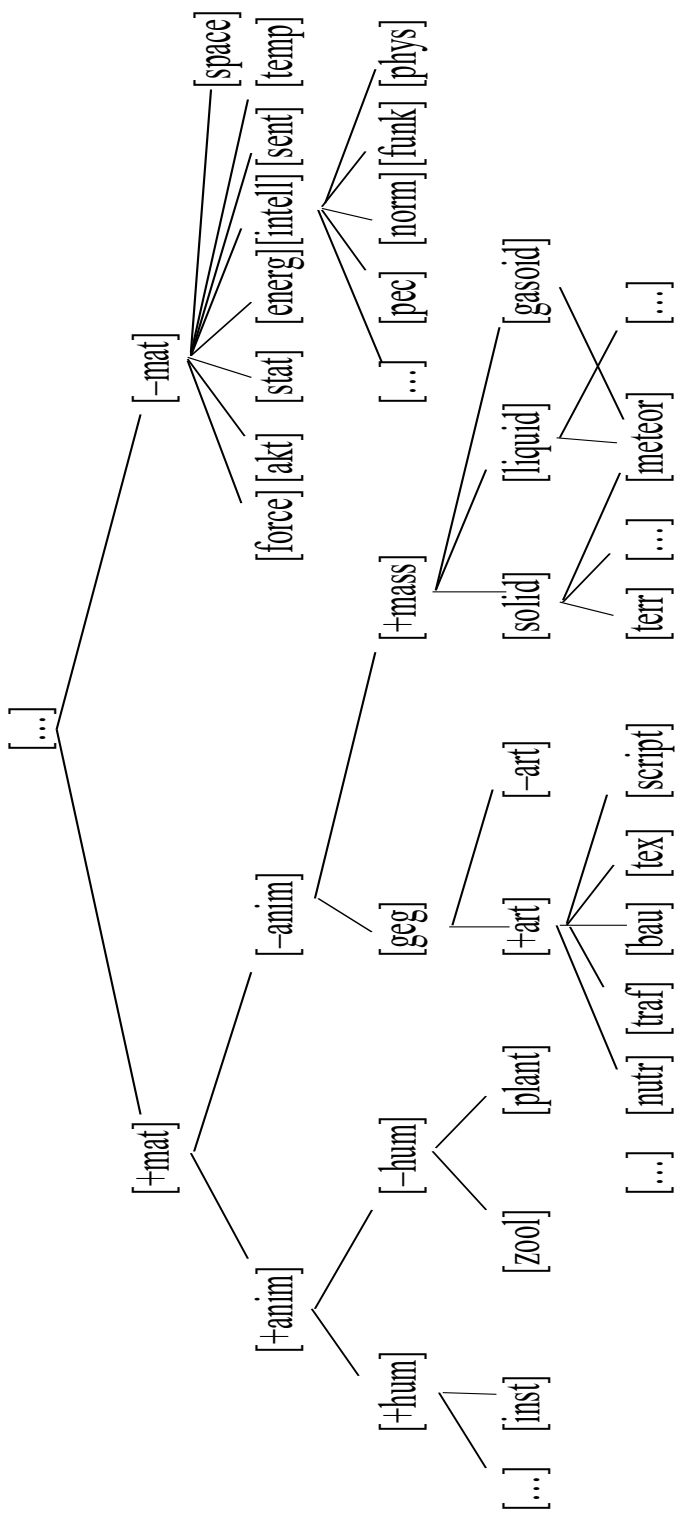 [...]
[+mat] [–mat]
[space]
[+anim] [–anim] [force] [akt] [stat] [energ] [intell] [sent] [temp]
[+hum] [–hum] [geg] [+mass] [...] [pec] [norm] [funk] [phys]
[...] [inst] [zool] [plant] [+art] [–art] [solid] [liquid] [gasoid]
[...] [nutr] [traf] [bau] [tex] [script] [terr] [...] [meteor] [...]